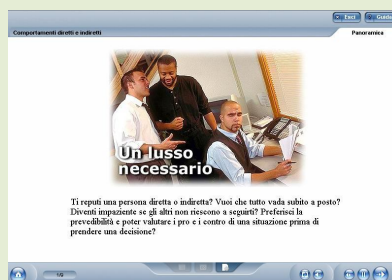 Esci
Guida
Comportamenti diretti e indiretti
Panoramica
Un lusso
necessario
Ti reputi una persona diretta o indiretta? Vuoi che tutto vada subito a posto?
Diventi impaziente se gli altri non riescono a seguirti? Preferisci la
prevedibilità e poter valutare i pro e i contro di una situazione prima di
prendere una decisione?